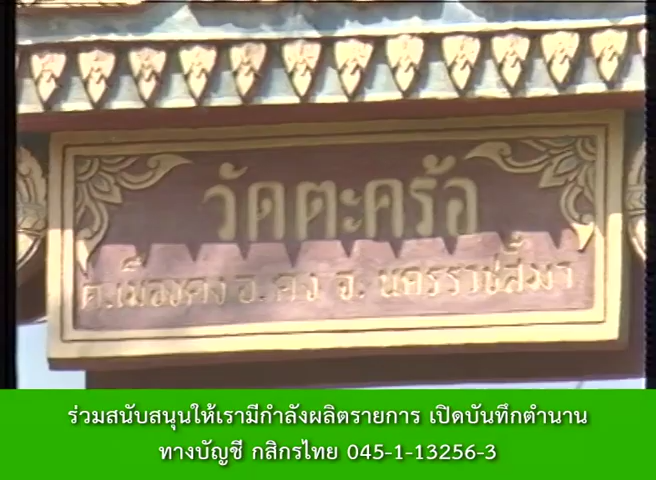 วัดตะคร้อ
ต.เมืองคง อ.คง จ.นครราชสีมา
ร่วมสนับสนุนให้เรามีกำลังผลิตรายการ เปิดบันทึกตำนาน
ทางบัญชี กสิกรไทย 045-1-13256-3